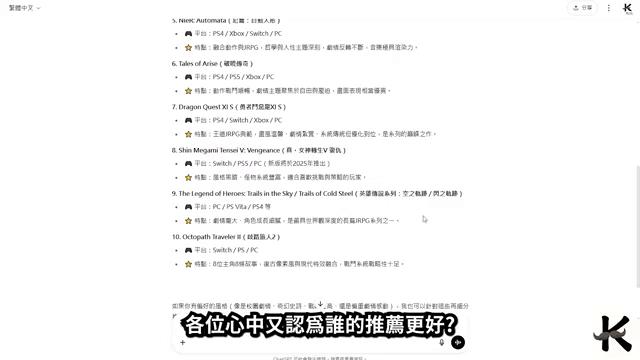 繁體中文
分享
5. NieR: Automata（尼爾：自動人形）
平台：PS4 / Xbox / Switch / PC
特點：融合動作與JRPG，哲學與人性主題深刻，劇情反轉不斷，音樂極具渲染力。
6. Tales of Arise（破曉傳奇）
平台：PS4 / PS5 / Xbox / PC
特點：動作戰鬥順暢，劇情主題聚焦於自由與壓迫，畫面表現相當優異。
7. Dragon Quest XI S（勇者鬥惡龍XI S）
平台：PS4 / Switch / Xbox / PC
特點：王道JRPG典範，畫風溫馨、劇情紮實，系統傳統但優化到位，是系列的巔峰之作。
8. Shin Megami Tensei V: Vengeance（真・女神轉生V 復仇）
平台：Switch / PS5 / PC（新版將於2025年推出）
特點：風格黑暗、怪物系統豐富，適合喜歡挑戰與策略的玩家。
9. The Legend of Heroes: Trails in the Sky / Trails of Cold Steel（英雄傳說系列：空之軌跡 / 閃之軌跡）
平台：PC / PS Vita / PS4 等
特點：劇情龐大、角色成長細膩，是最具世界觀深度的長篇JRPG系列之一。
10. Octopath Traveler II（歧路旅人2）
平台：Switch / PS / PC
特點：8位主角8條故事，復古像素風與現代特效融合，戰鬥系統戰略性十足。
如果你有偏好的風格（像是校園劇情、奇幻史詩、戰 高、還是偏重劇情感動），我也可以針對這些再細分
各位心中又認為誰的推薦更好?
K